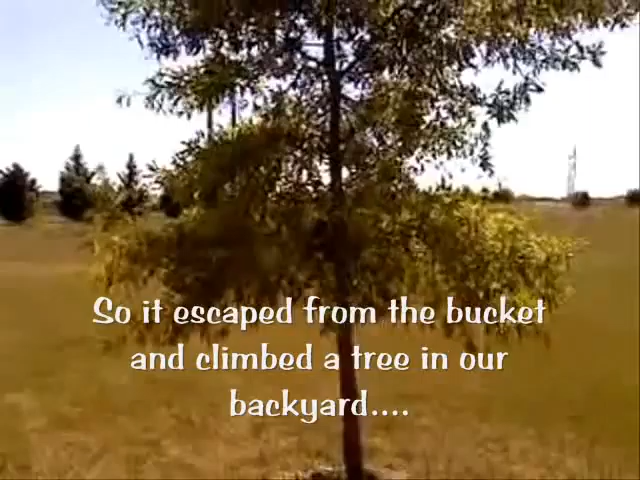 So it escaped from the bucket
and climbed a tree in our
backyard....